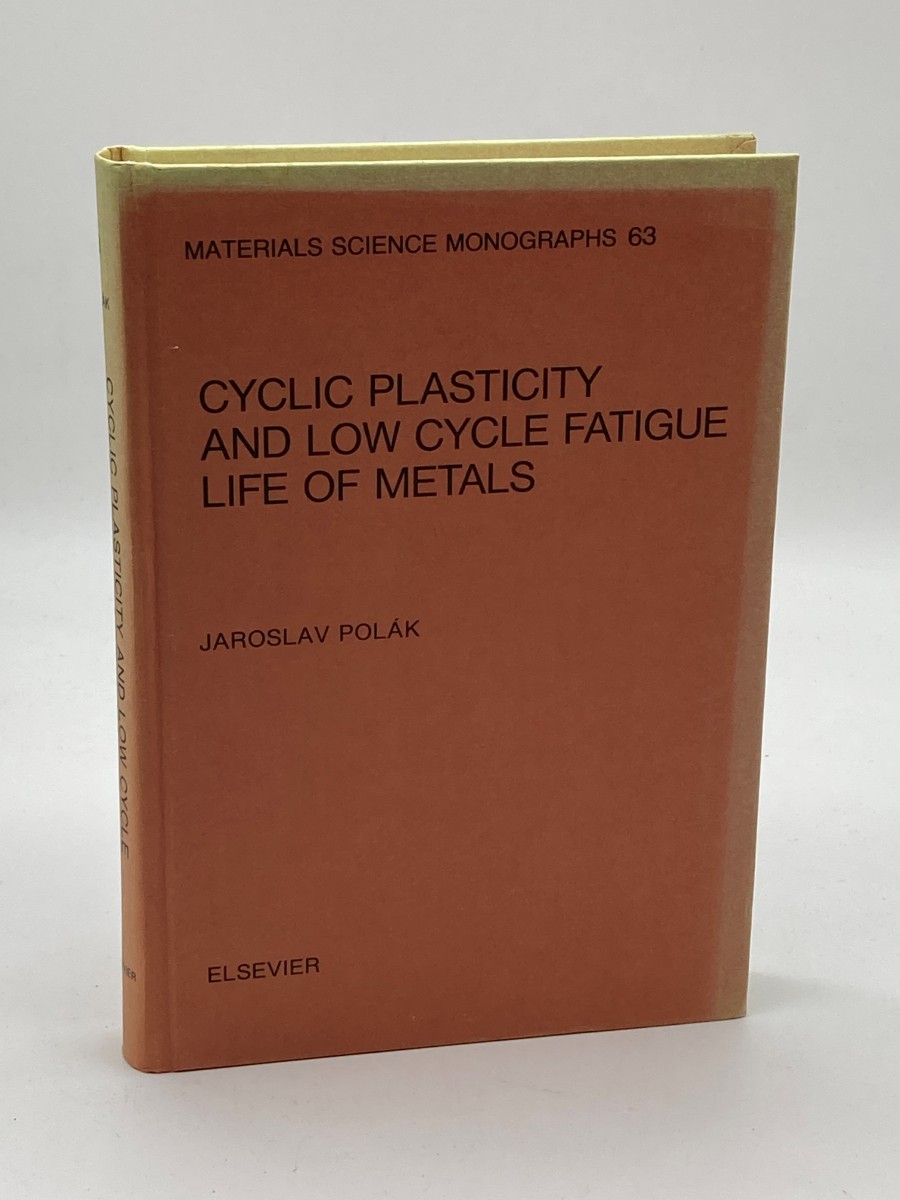 MATERIALS SCIENCE MONOGRAPHS 63
CYCLIC PLASTICITY
AND LOW CYCLE FATIGUE
LIFE OF METALS
JAROSLAV POLÁK
ELSEVIER
CYCLIC PLASTICITY AND LOW CYCLE